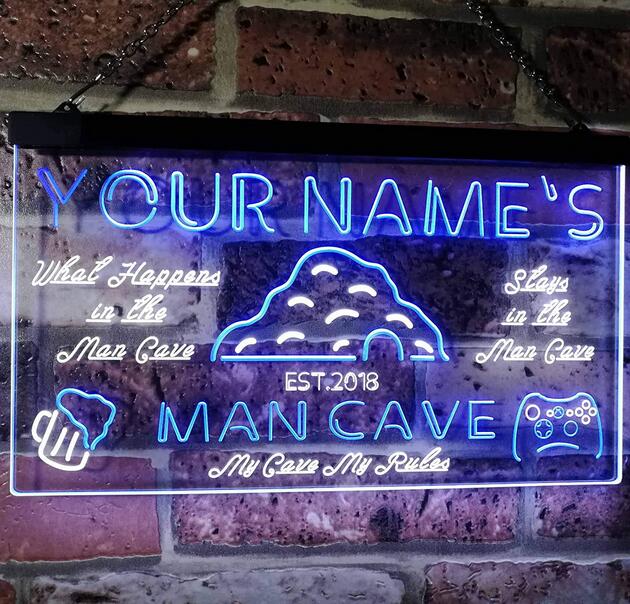 YOUR NAME'S
What Happens
in the
Man Cave
Stays
in the
Man Cave
EST.2018
MAN CAVE
My Cave My Rules